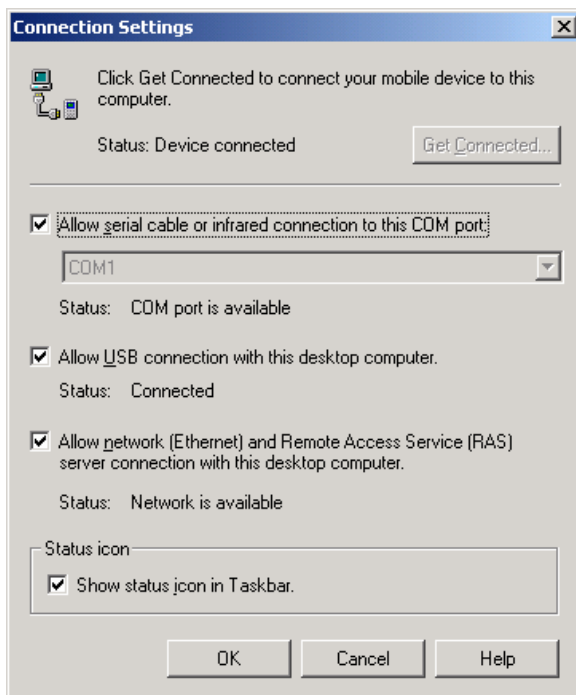 Connection Settings
Click Get Connected to connect your mobile device to this
computer.
Status: Device connected
Get Connected...
Allow serial cable or infrared connection to this COM port:
COM1
Status: COM port is available
Allow USB connection with this desktop computer.
Status: Connected
Allow network (Ethernet) and Remote Access Service (RAS)
server connection with this desktop computer.
Status: Network is available
Status icon
Show status icon in Taskbar.
OK Cancel Help